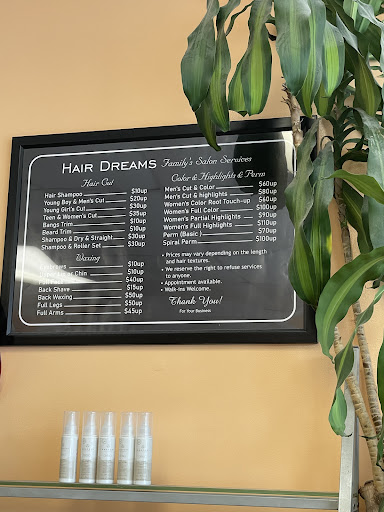 HAIR DREAMS Family's Salon Services
Hair Cut
Hair Shampoo $10up
Young Boy & Men's Cut $20up
Young Girl's Cut $30up
Teen & Women's Cut $35up
Bangs Trim $10up
Beard Trim $10up
Shampoo & Dry & Straight $30up
Shampoo & Roller Set $30up
Waxing
$10up
Chin $10up
$40up
Back Shave $15up
Back Waxing $50up
Full Legs $50up
Full Arms $45up
Color & Highlights & Perm
Men's Cut & Color $60up
Men's Cut & highlights $80up
Women's Color Root Touch-up $60
Women's Full Color $100up
Women's Partial Highlights $90up
Women's Full Highlights $110up
Perm (Basic) $70up
Spiral Perm $100up
• Prices may vary depending on the length
and hair textures.
• We reserve the right to refuse services
to anyone.
• Appointment available.
• Walk-ins Welcome.
Thank You!
For Your Business